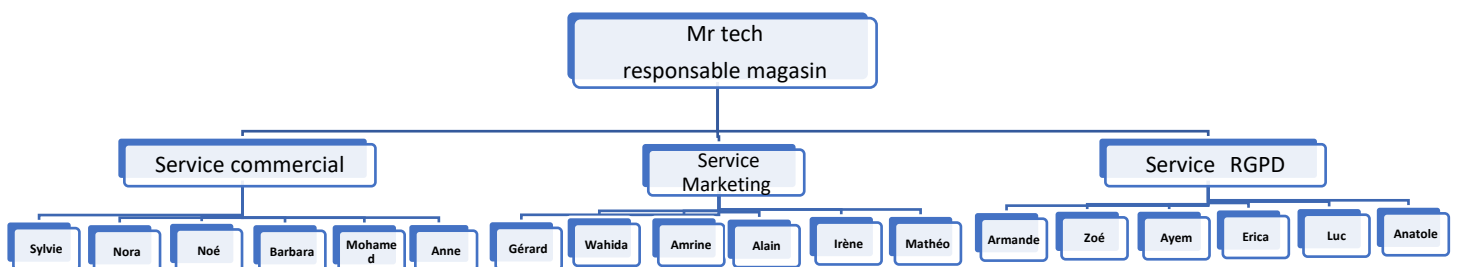 Mr tech
responsable magasin
Service commercial
Service
Marketing
Service RGPD
Sylvie
Nora
Noé
Barbara
Mohame
d
Anne
Gérard
Wahida
Amrine
Alain
Irène
Mathéo
Armande
Zoé
Ayem
Erica
Luc
Anatole